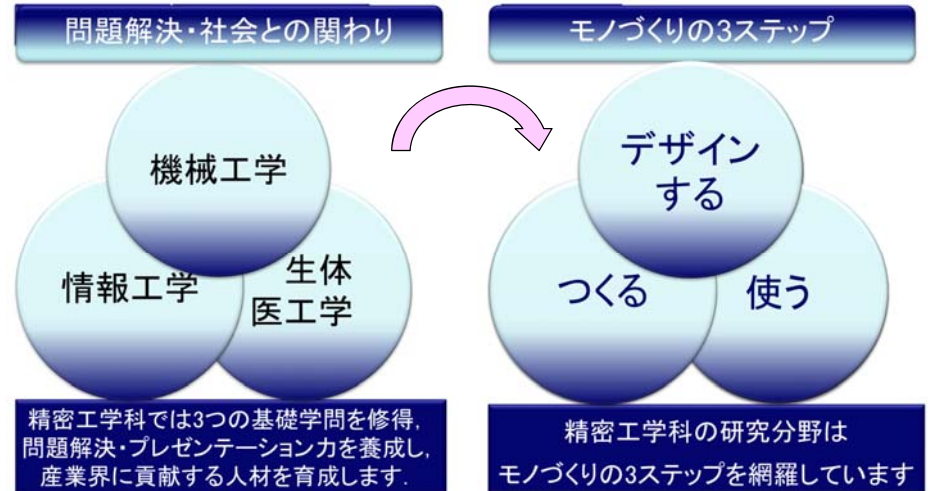 問題解決・社会との関わり
機械工学
情報工学
生体
医工学
精密工学科では3つの基礎学問を修得,
問題解決・プレゼンテーション力を養成し,
産業界に貢献する人材を育成します.
モノづくりの3ステップ
デザイン
する
つくる
使う
精密工学科の研究分野は
モノづくりの3ステップを網羅しています